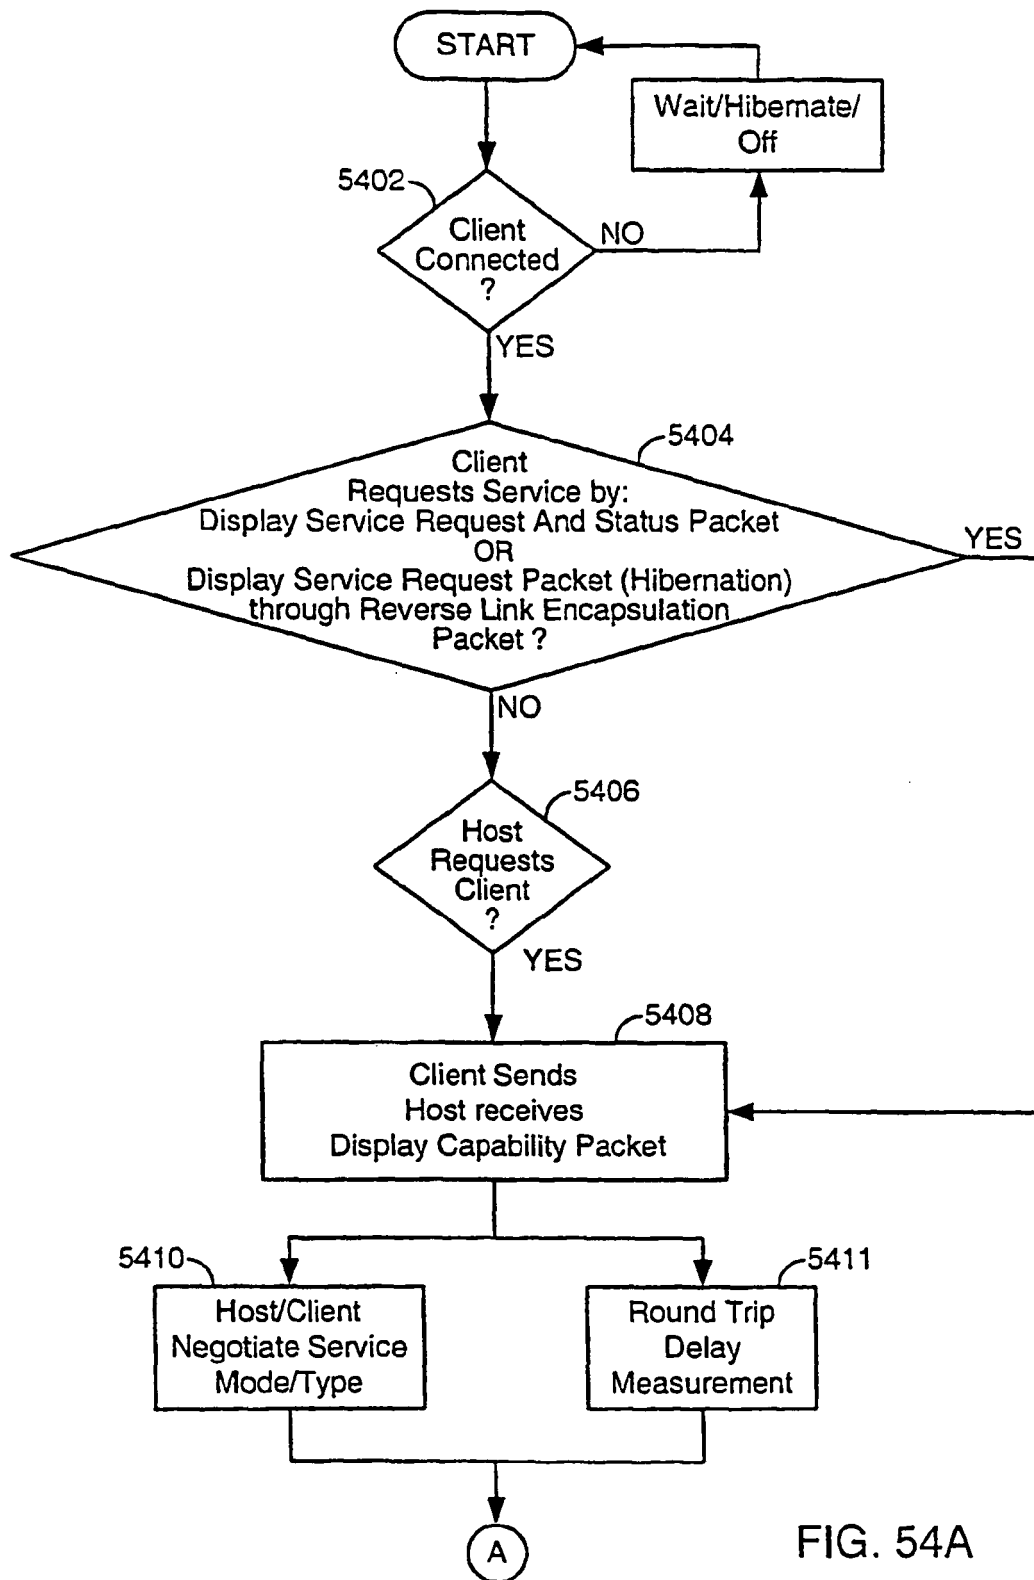 START
Wait/Hibernate/
Off
5402
Client
Connected
?
NO
YES
5404
Client
Requests Service by:
Display Service Request And Status Packet
OR
Display Service Request Packet (Hibernation)
through Reverse Link Encapsulation
Packet ?
YES
NO
5406
Host
Requests
Client
?
YES
5408
Client Sends
Host receives
Display Capability Packet
5410
Host/Client
Negotiate Service
Mode/Type
5411
Round Trip
Delay
Measurement
A
FIG. 54A